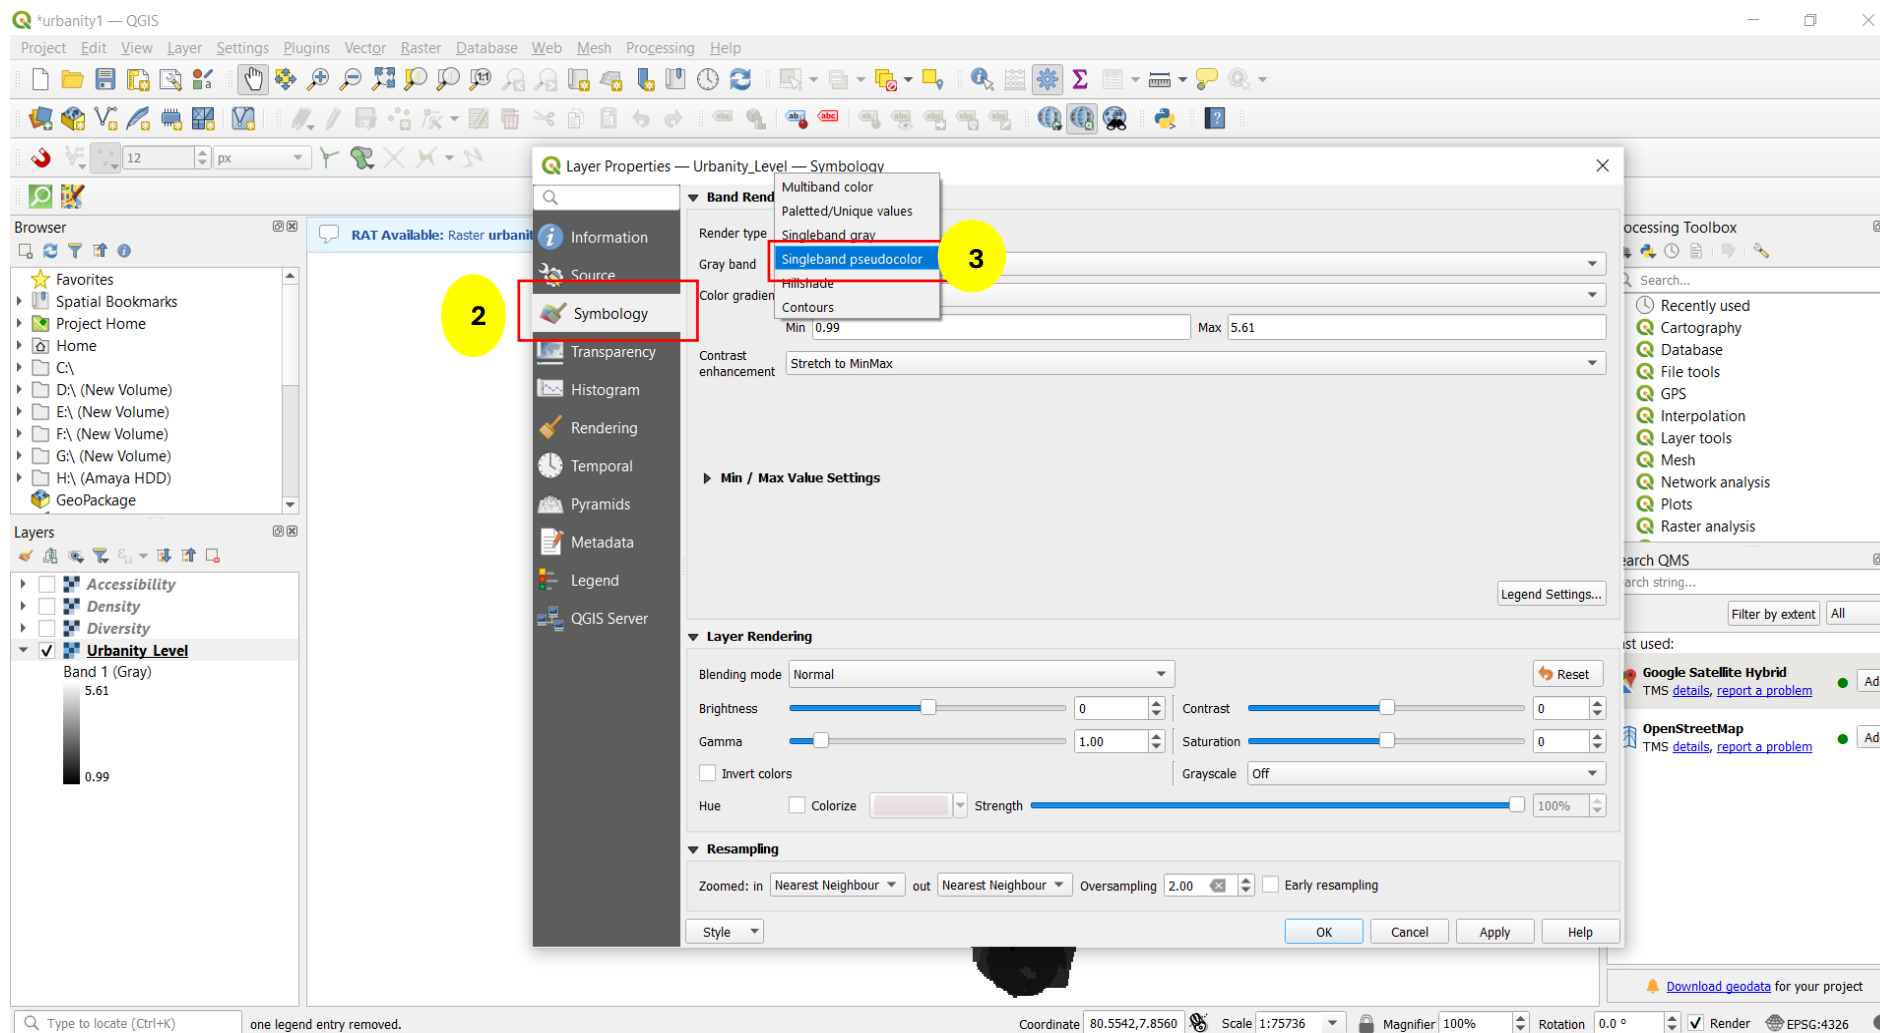 *urbanity1 — QGIS
Project Edit View Layer Settings Plugins Vector Raster Database Web Mesh Processing Help
12 px
Browser
Favorites
Spatial Bookmarks
Project Home
Home
C:\
D:\ (New Volume)
E:\ (New Volume)
F:\ (New Volume)
G:\ (New Volume)
H:\ (Amaya HDD)
GeoPackage
Layers
Accessibility
Density
Diversity
Urbanity Level
Band 1 (Gray)
5.61
0.99
RAT Available: Raster urbanit
Layer Properties — Urbanity_Level — Symbology
Information
Source
2
Symbology
Transparency
Histogram
Rendering
Temporal
Pyramids
Metadata
Legend
QGIS Server
Band Rend
Render type
Multiband color
Paletted/Unique values
Singleband gray
Singleband pseudocolor
3
Hillshade
Contours
Gray band
Color gradien
Min 0.99 Max 5.61
Contrast enhancement Stretch to MinMax
Min / Max Value Settings
Legend Settings...
Layer Rendering
Blending mode Normal Reset
Brightness 0 Contrast 0
Gamma 1.00 Saturation 0
Invert colors Grayscale Off
Hue Colorize Strength 100%
Resampling
Zoomed: in Nearest Neighbour out Nearest Neighbour Oversampling 2.00 Early resampling
Style OK Cancel Apply Help
ocessing Toolbox
Search...
Recently used
Cartography
Database
File tools
GPS
Interpolation
Layer tools
Mesh
Network analysis
Plots
Raster analysis
earch QMS
arch string...
Filter by extent All
st used:
Google Satellite Hybrid
TMS details, report a problem Ad
OpenStreetMap
TMS details, report a problem Ad
Download geodata for your project
Type to locate (Ctrl+K) one legend entry removed. Coordinate 80.5542,7.8560 Scale 1:75736 Magnifier 100% Rotation 0.0 ° Render EPSG:4326